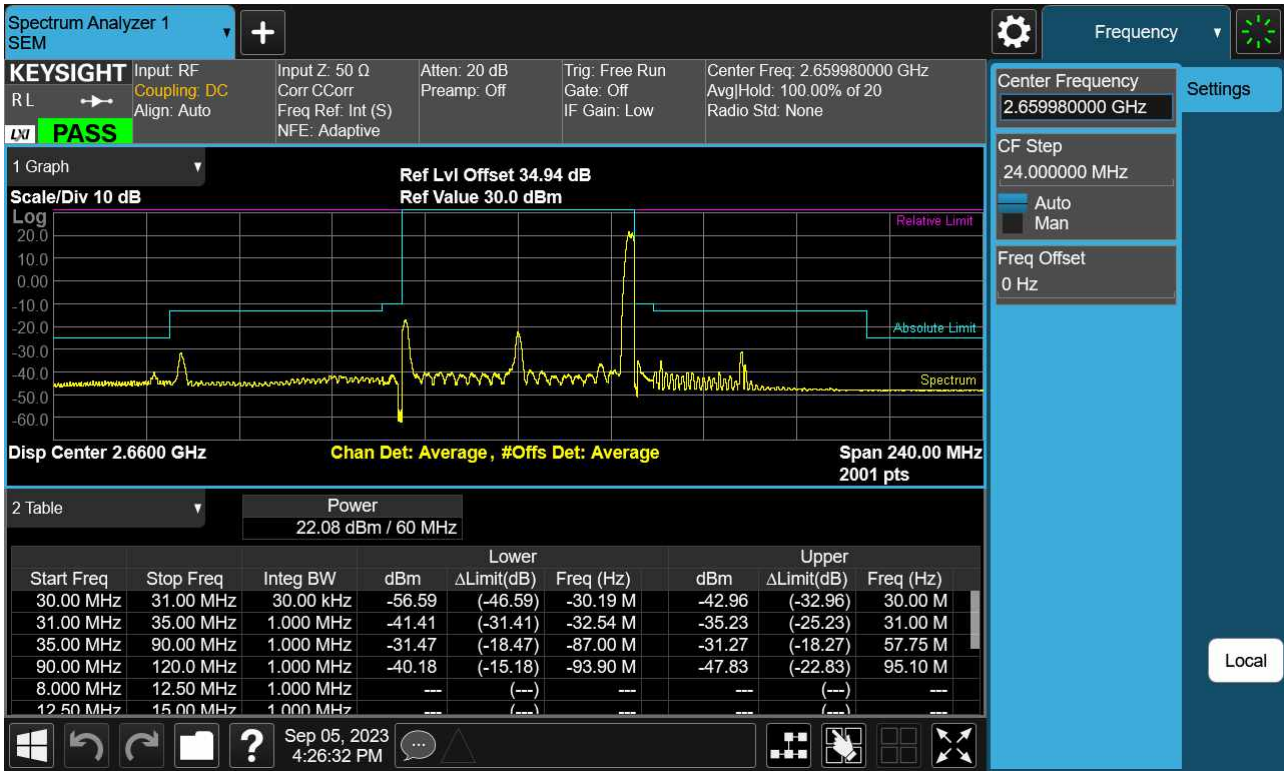 Spectrum Analyzer 1
SEM
Frequency
KEYSIGHT
R L
LXI
PASS
Input: RF
Coupling: DC
Align: Auto
Input Z: 50 Ω
Corr CCorr
Freq Ref: Int (S)
NFE: Adaptive
Atten: 20 dB
Preamp: Off
Trig: Free Run
Gate: Off
IF Gain: Low
Center Freq: 2.659980000 GHz
Avg|Hold: 100.00% of 20
Radio Std: None
Center Frequency
2.659980000 GHz
Settings
CF Step
24.000000 MHz
Auto
Man
Freq Offset
0 Hz
1 Graph
Scale/Div 10 dB
Ref Lvl Offset 34.94 dB
Ref Value 30.0 dBm
Log
20.0
10.0
0.00
-10.0
-20.0
-30.0
-40.0
-50.0
-60.0
Relative Limit
Absolute Limit
Spectrum
Disp Center 2.6600 GHz
Chan Det: Average, #Offs Det: Average
Span 240.00 MHz
2001 pts
2 Table
Power
22.08 dBm / 60 MHz
Lower Upper
Start Freq Stop Freq Integ BW dBm ΔLimit(dB) Freq (Hz) dBm ΔLimit(dB) Freq (Hz)
30.00 MHz 31.00 MHz 30.00 kHz -56.59 (-46.59) -30.19 M -42.96 (-32.96) 30.00 M
31.00 MHz 35.00 MHz 1.000 MHz -41.41 (-31.41) -32.54 M -35.23 (-25.23) 31.00 M
35.00 MHz 90.00 MHz 1.000 MHz -31.47 (-18.47) -87.00 M -31.27 (-18.27) 57.75 M
90.00 MHz 120.0 MHz 1.000 MHz -40.18 (-15.18) -93.90 M -47.83 (-22.83) 95.10 M
8.000 MHz 12.50 MHz 1.000 MHz --- (---) --- --- (---) ---
12.50 MHz 15.00 MHz 1.000 MHz --- (---) --- --- (---) ---
Local
?
Sep 05, 2023
4:26:32 PM